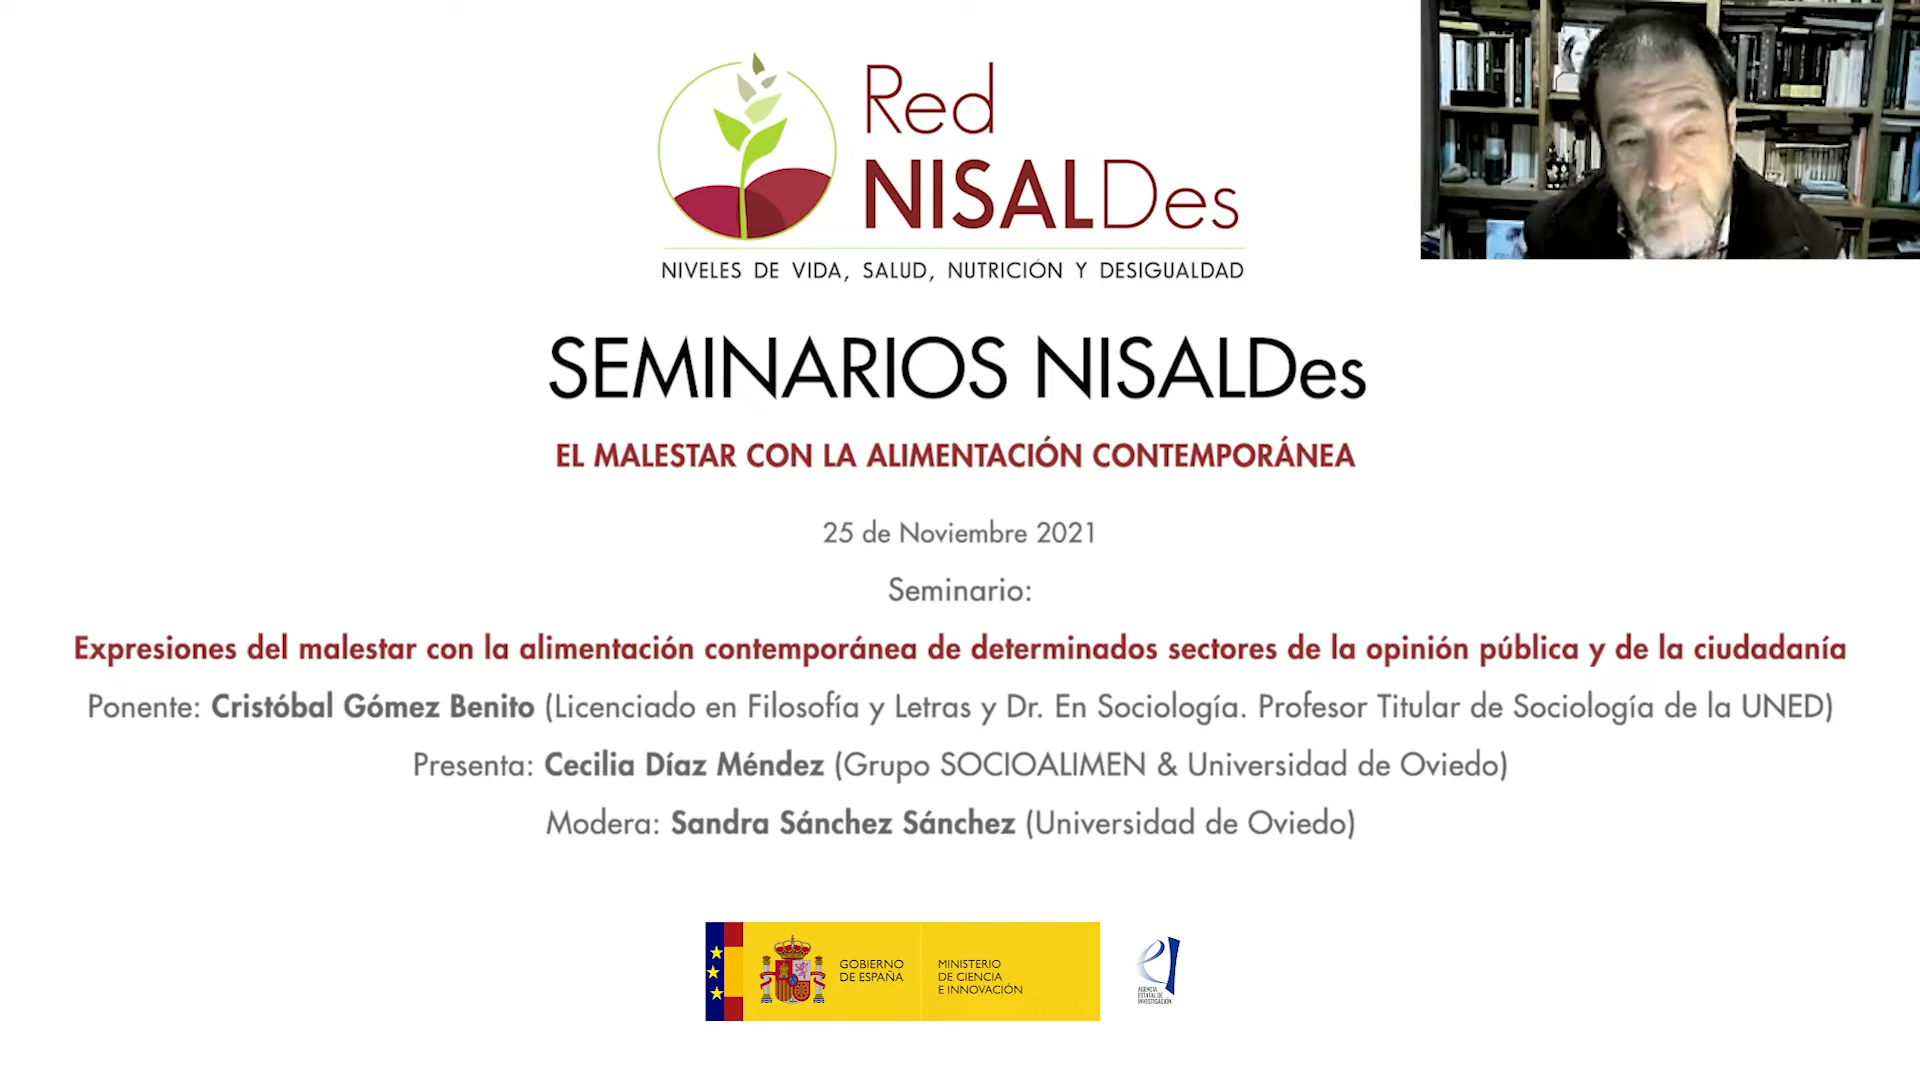 Red
NISALDes
NIVELES DE VIDA, SALUD, NUTRICIÓN Y DESIGUALDAD
SEMINARIOS NISALDes
EL MALESTAR CON LA ALIMENTACIÓN CONTEMPORÁNEA
25 de Noviembre 2021
Seminario:
Expresiones del malestar con la alimentación contemporánea de determinados sectores de la opinión pública y de la ciudadanía
Ponente: Cristóbal Gómez Benito (Licenciado en Filosofía y Letras y Dr. En Sociología. Profesor Titular de Sociología de la UNED)
Presenta: Cecilia Díaz Méndez (Grupo SOCIOALIMEN & Universidad de Oviedo)
Modera: Sandra Sánchez Sánchez (Universidad de Oviedo)
GOBIERNO
DE ESPAÑA
MINISTERIO
DE CIENCIA
E INNOVACIÓN
AGENCIA
ESTATAL DE
INVESTIGACIÓN